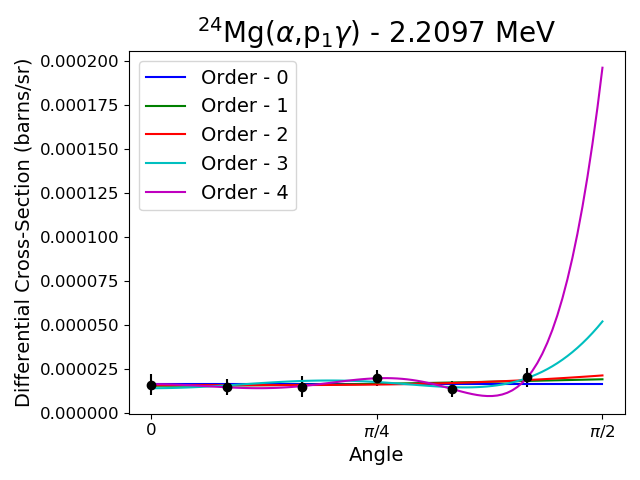 ²⁴Mg(α,p₁γ) - 2.2097 MeV
Differential Cross-Section (barns/sr)
0.000200
0.000175
0.000150
0.000125
0.000100
0.000075
0.000050
0.000025
0.000000
Order - 0
Order - 1
Order - 2
Order - 3
Order - 4
0
π/4
π/2
Angle